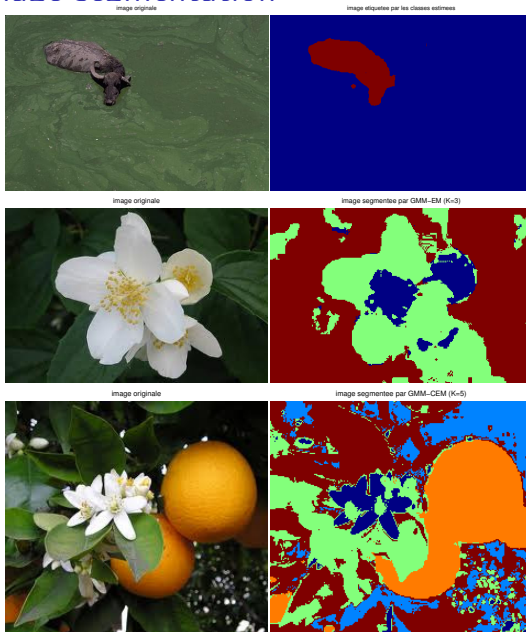 image originale
image etiquetee par les classes estimees
image originale
image segmentee par GMM−EM (K=3)
image originale
image segmentee par GMM−CEM (K=5)